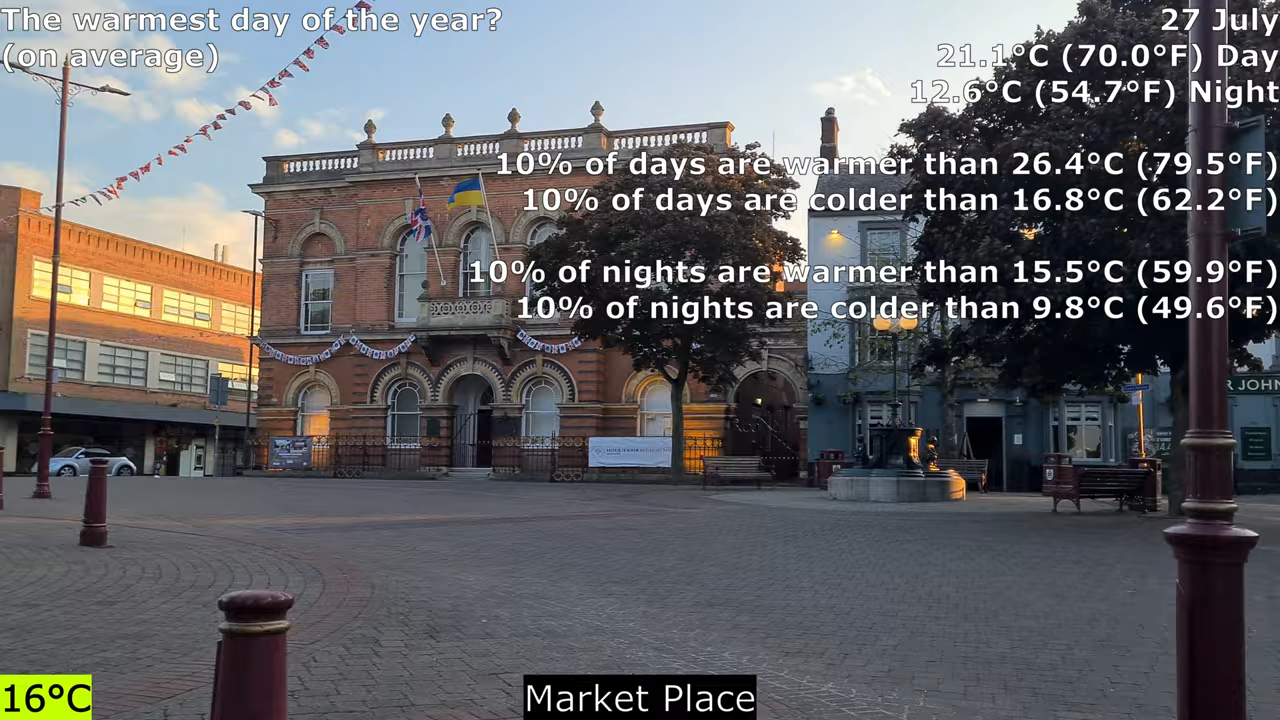 The warmest day of the year?
(on average)
27 July
21.1°C (70.0°F) Day
12.6°C (54.7°F) Night
10% of days are warmer than 26.4°C (79.5°F)
10% of days are colder than 16.8°C (62.2°F)
10% of nights are warmer than 15.5°C (59.9°F)
10% of nights are colder than 9.8°C (49.6°F)
R JOHN
16°C
Market Place